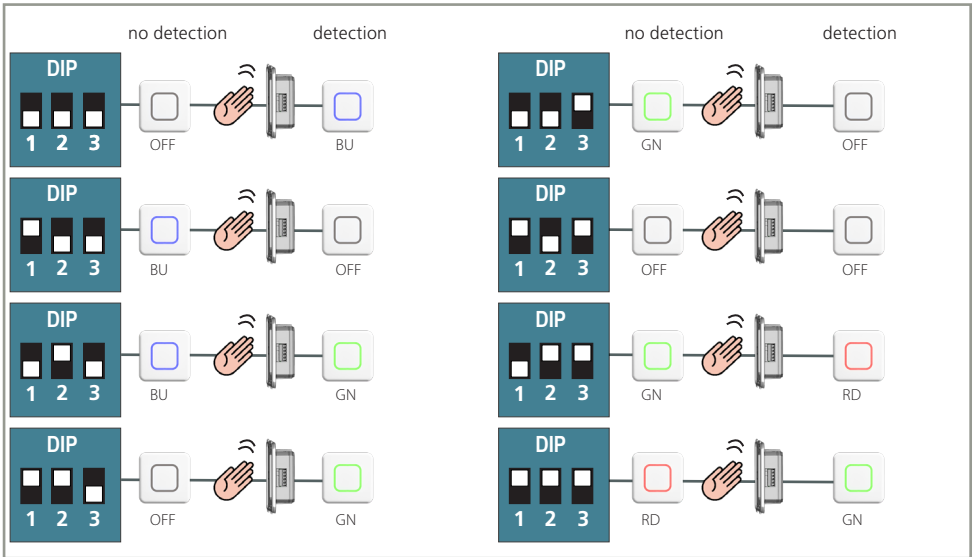 no detection detection
DIP
1 2 3
OFF BU
DIP
1 2 3
BU OFF
DIP
1 2 3
BU GN
DIP
1 2 3
OFF GN
no detection detection
DIP
1 2 3
GN OFF
DIP
1 2 3
OFF OFF
DIP
1 2 3
GN RD
DIP
1 2 3
RD GN